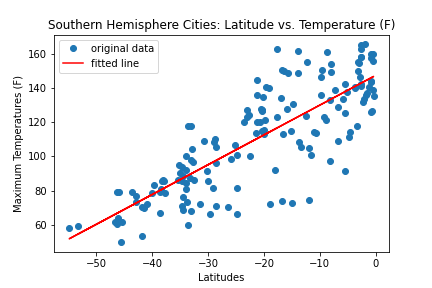 Southern Hemisphere Cities: Latitude vs. Temperature (F)
original data
fitted line
Maximum Temperatures (F)
160
140
120
100
80
60
−50
−40
−30
−20
−10
0
Latitudes